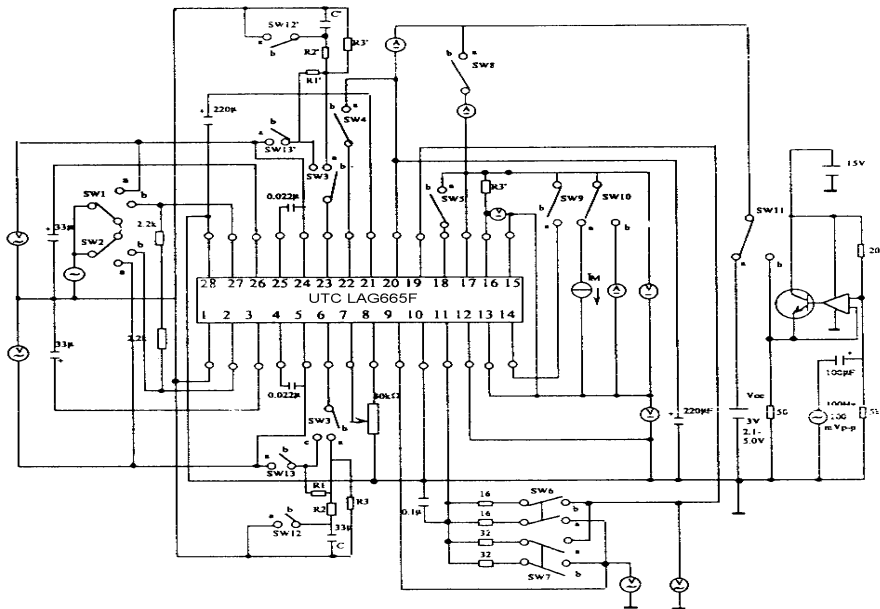 C'
SW12'
a
b
R2'
R3'
R1'
220μ
SW13'
SW4
SW3
SW8
15V
SW1
SW2
33μ
2.2k
0.022μ
SW5
R3'
SW9
SW10
SW11
20
28 27 26 25 24 23 22 21 20 19 18 17 16 15
UTC LAG665F
1 2 3 4 5 6 7 8 9 10 11 12 13 14
IM
33μ
0.022μ
SW3
c
a
b
SW13
R1
R2
R3
33μ
C
SW12
0.1μ
16
16
32
32
SW6
SW7
220μF
Vcc
3V
2.1-
5.0V
50
100μF
100Hz
100
mVp-p
5k